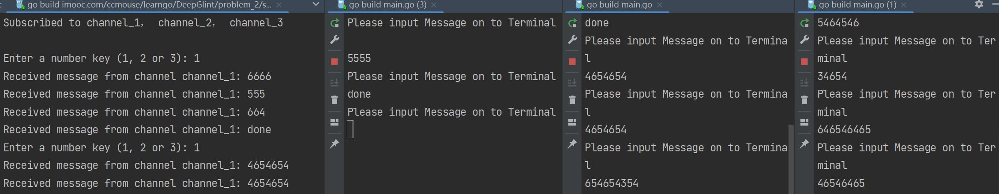 go build imooc.com/ccmouse/learngo/DeepGlint/problem_2/s...
Subscribed to channel_1， channel_2， channel_3
Enter a number key (1, 2 or 3): 1
Received message from channel channel_1: 6666
Received message from channel channel_1: 555
Received message from channel channel_1: 664
Received message from channel channel_1: done
Enter a number key (1, 2 or 3): 1
Received message from channel channel_1: 4654654
Received message from channel channel_1: 4654654
go build main.go (3)
Please input Message on to Terminal
5555
Please input Message on to Terminal
done
Please input Message on to Terminal
go build main.go
done
Please input Message on to Termina
l
4654654
Please input Message on to Termina
l
4654654
Please input Message on to Termina
l
654654354
go build main.go (1)
5464546
Please input Message on to Ter
minal
34654
Please input Message on to Ter
minal
646546465
Please input Message on to Ter
minal
46546465